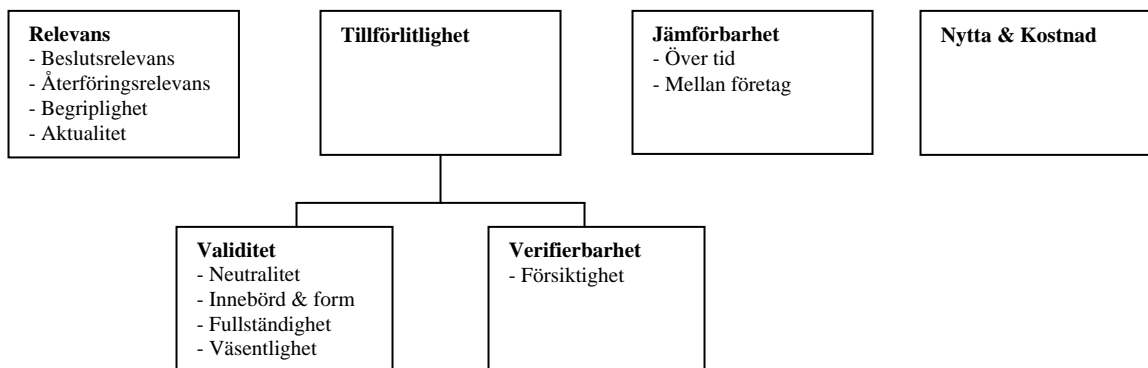 Relevans
- Beslutsrelevans
- Återföringsrelevans
- Begriplighet
- Aktualitet
Tillförlitlighet
Jämförbarhet
- Över tid
- Mellan företag
Nytta & Kostnad
Validitet
- Neutralitet
- Innebörd & form
- Fullständighet
- Väsentlighet
Verifierbarhet
- Försiktighet